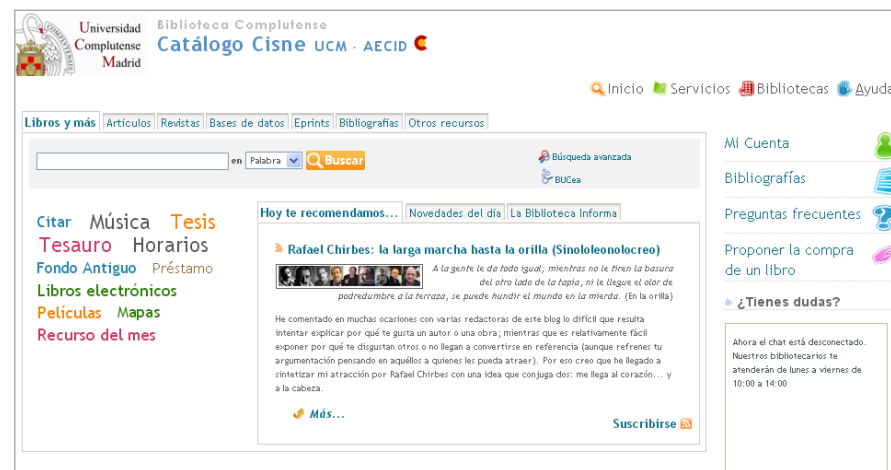 Universidad
Complutense
Madrid
Biblioteca Complutense
Catálogo Cisne UCM - AECID
Inicio Servicios Bibliotecas Ayuda
Libros y más Artículos Revistas Bases de datos Eprints Bibliografías Otros recursos
en Palabra Buscar
Búsqueda avanzada
BUCea
Citar Música Tesis
Tesauro Horarios
Fondo Antiguo Préstamo
Libros electrónicos
Películas Mapas
Recurso del mes
Hoy te recomendamos... Novedades del día La Biblioteca Informa
Rafael Chirbes: la larga marcha hasta la orilla (Sinololeonolocreo)
A la gente le da todo igual; mientras no le tiren la basura
del otro lado de la tapia, ni le llegue el olor de
podredumbre a la terraza, se puede hundir el mundo en la mierda. (En la orilla)
He comentado en muchas ocasiones con varias redactoras de este blog lo difícil que resulta
intentar explicar por qué te gusta un autor o una obra; mientras que es relativamente fácil
exponer por qué te disgustan otros o no llegan a convertirse en referencia (aunque refrenes tu
argumentación pensando en aquéllos a quienes les pueda atraer). Por eso creo que he llegado a
sintetizar mi atracción por Rafael Chirbes con una idea que conjuga dos: me llega al corazón... y
a la cabeza.
Más...
Suscribirse
Mi Cuenta
Bibliografías
Preguntas frecuentes
Proponer la compra
de un libro
¿Tienes dudas?
Ahora el chat está desconectado.
Nuestros bibliotecarios te
atenderán de lunes a viernes de
10:00 a 14:00